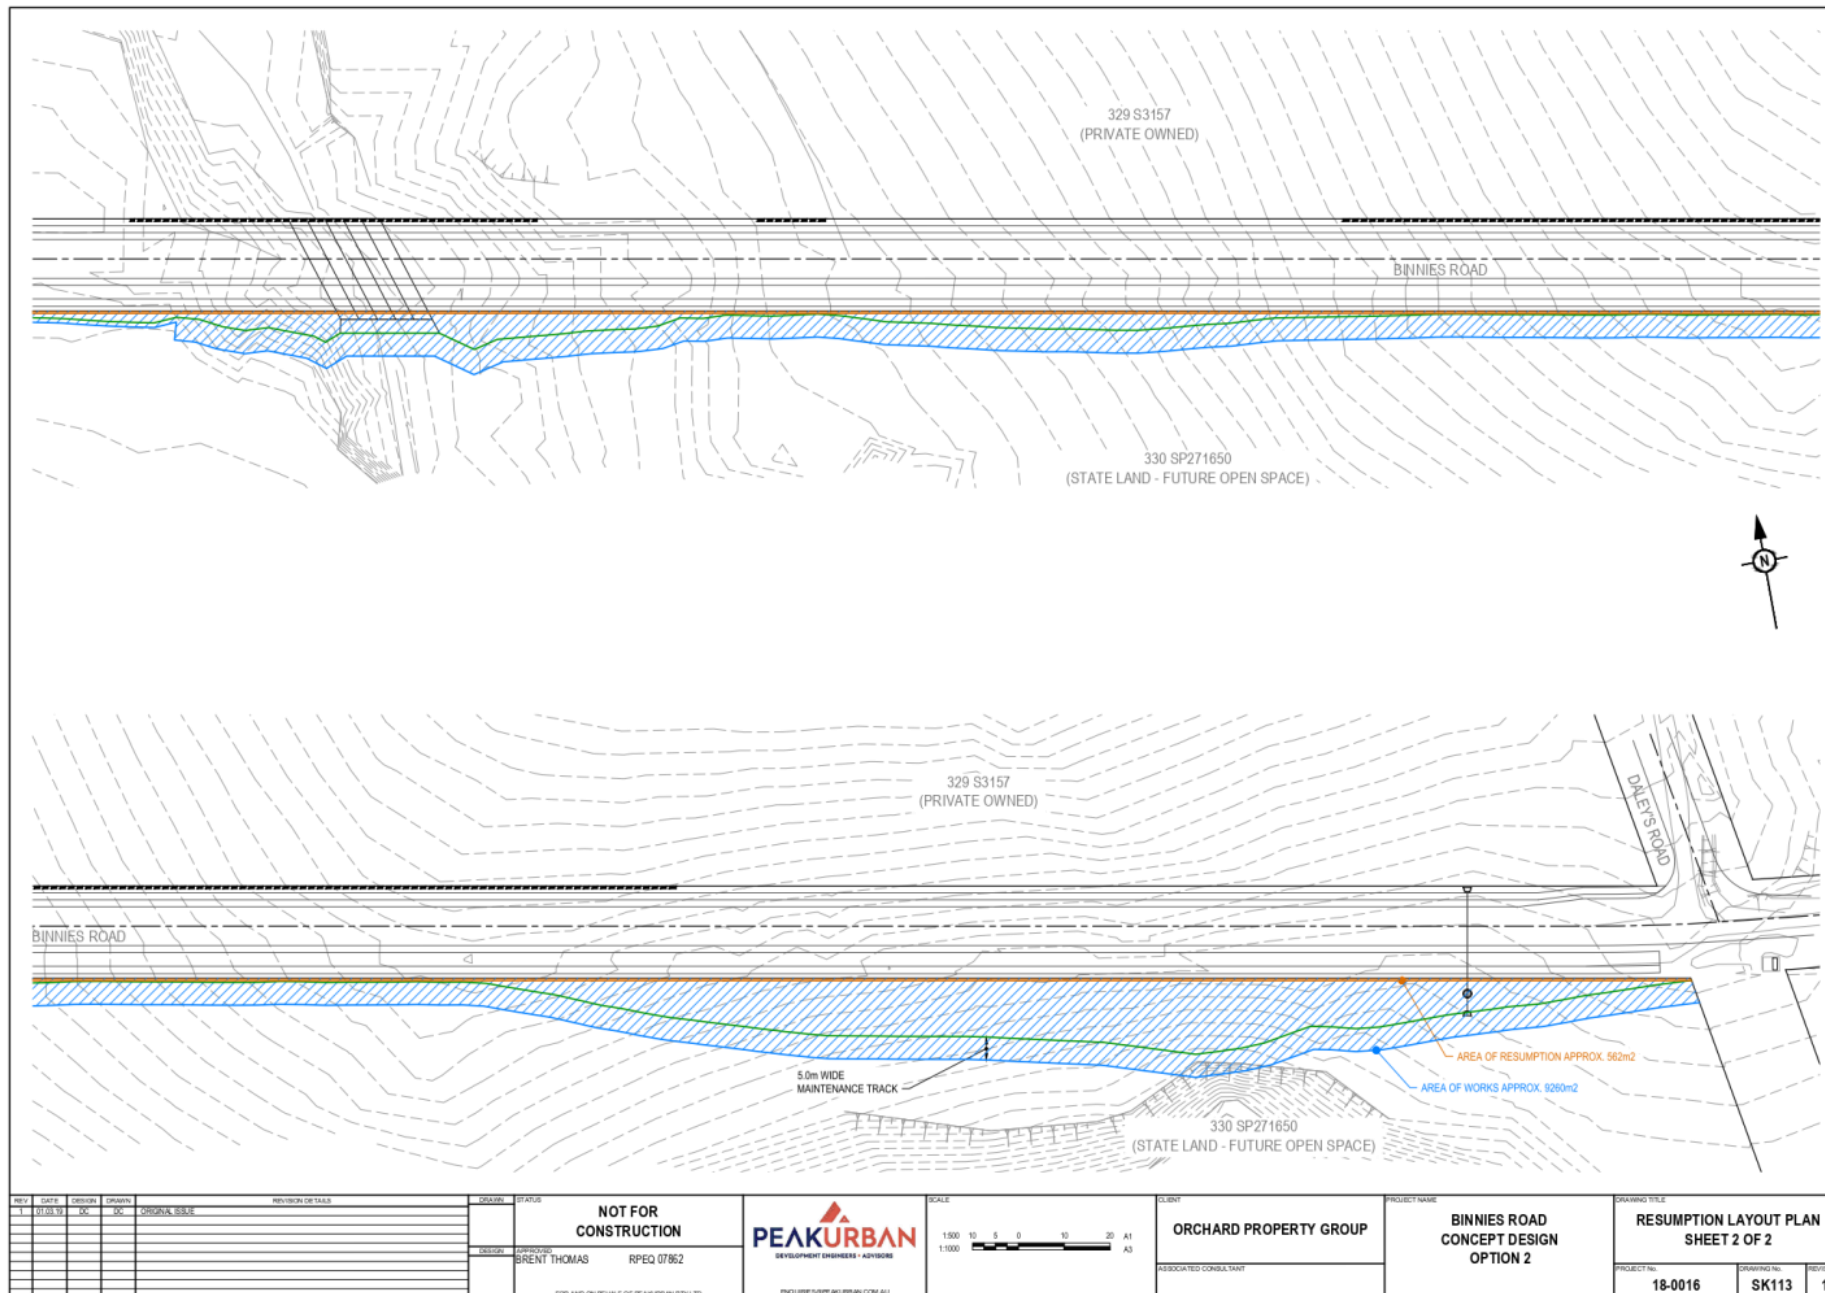 329 S3157
(PRIVATE OWNED)
BINNIES ROAD
330 SP271650
(STATE LAND - FUTURE OPEN SPACE)
N
329 S3157
(PRIVATE OWNED)
DALEY'S ROAD
BINNIES ROAD
5.0m WIDE
MAINTENANCE TRACK
AREA OF RESUMPTION APPROX. 562m2
AREA OF WORKS APPROX. 9260m2
330 SP271650
(STATE LAND - FUTURE OPEN SPACE)
REV DATE DESIGN DRAWN REVISION DETAILS
1 01.03.19 DC DC ORIGINAL ISSUE
DRAWN
DESIGN
STATUS
NOT FOR
CONSTRUCTION
APPROVED
BRENT THOMAS RPEQ 07862
PEAKURBAN
DEVELOPMENT ENGINEERS + ADVISORS
SCALE
1:500 10 5 0 10 20 A1
1:1000 A3
CLIENT
ORCHARD PROPERTY GROUP
ASSOCIATED CONSULTANT
PROJECT NAME
BINNIES ROAD
CONCEPT DESIGN
OPTION 2
DRAWING TITLE
RESUMPTION LAYOUT PLAN
SHEET 2 OF 2
PROJECT No. DRAWING No.
18-0016 SK113 1